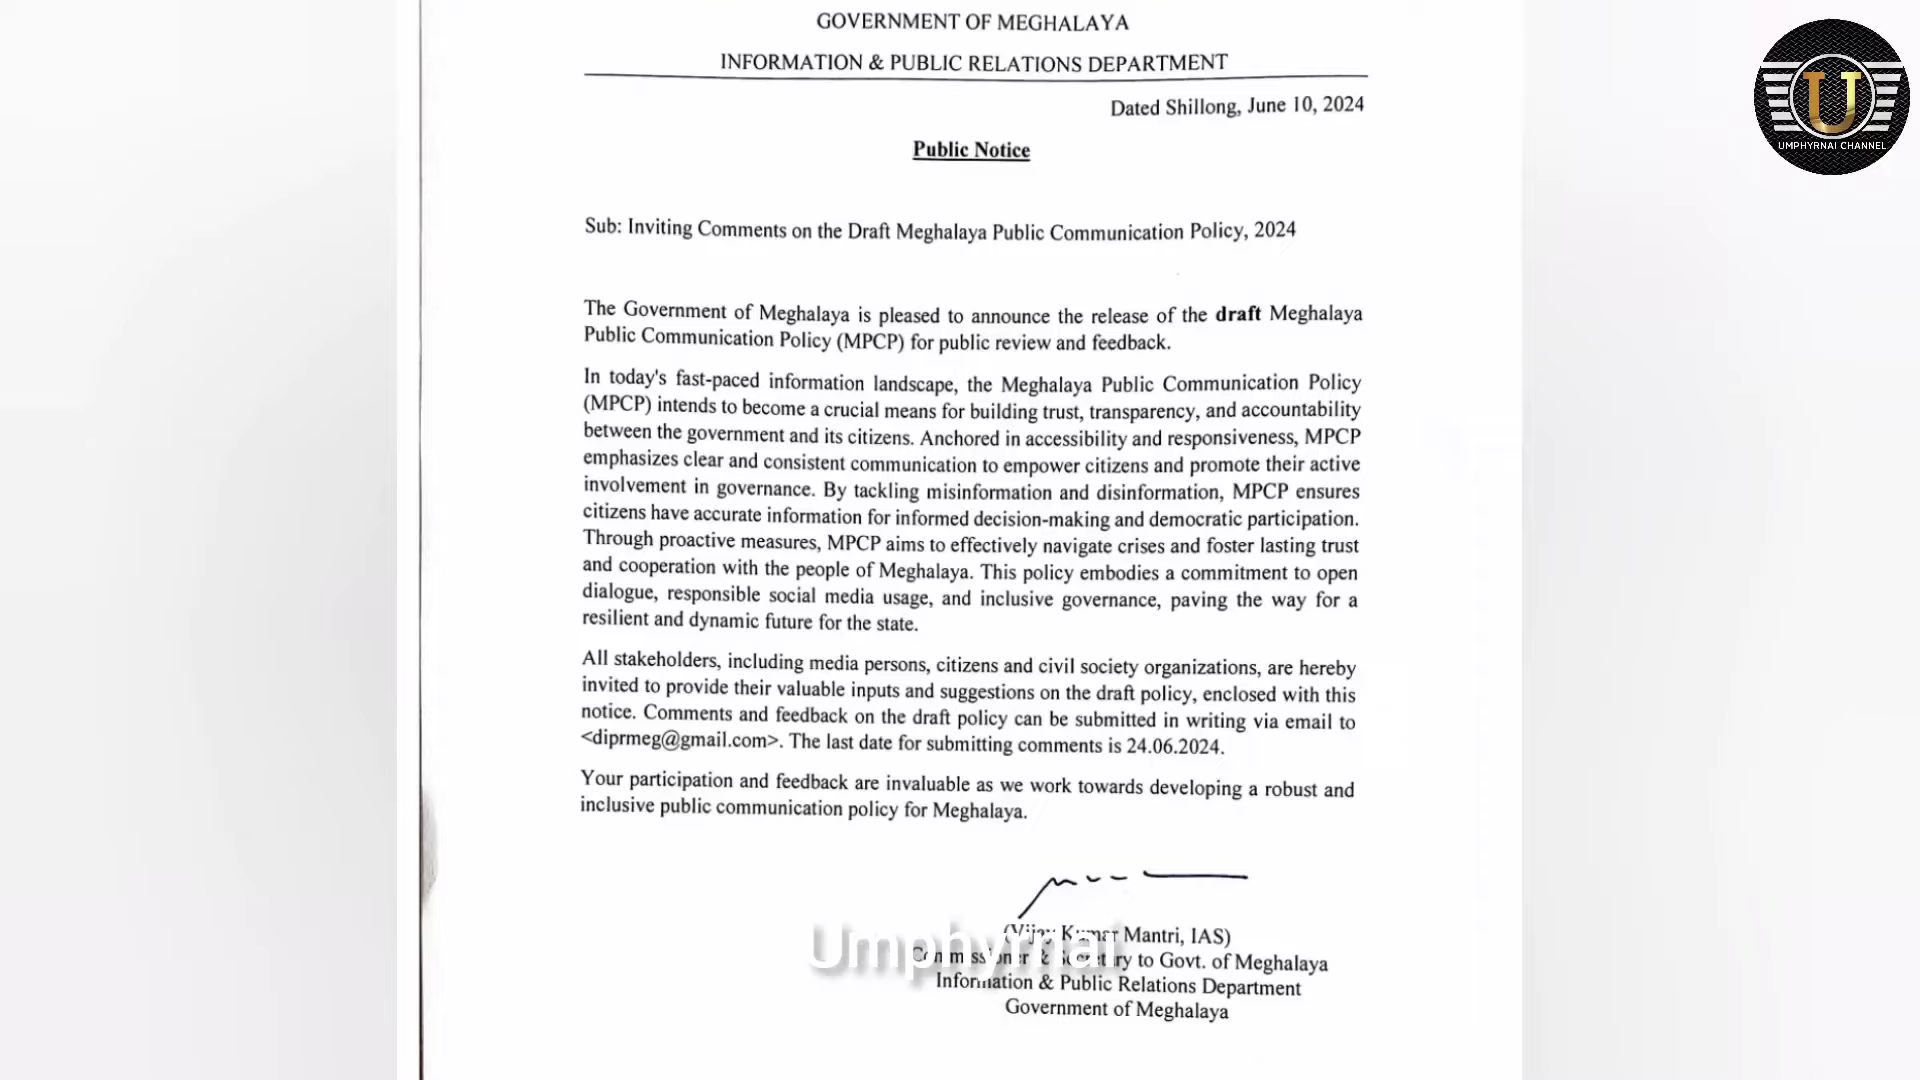 GOVERNMENT OF MEGHALAYA
INFORMATION & PUBLIC RELATIONS DEPARTMENT
Dated Shillong, June 10, 2024
Public Notice
Sub: Inviting Comments on the Draft Meghalaya Public Communication Policy, 2024
The Government of Meghalaya is pleased to announce the release of the draft Meghalaya
Public Communication Policy (MPCP) for public review and feedback.
In today's fast-paced information landscape, the Meghalaya Public Communication Policy
(MPCP) intends to become a crucial means for building trust, transparency, and accountability
between the government and its citizens. Anchored in accessibility and responsiveness, MPCP
emphasizes clear and consistent communication to empower citizens and promote their active
involvement in governance. By tackling misinformation and disinformation, MPCP ensures
citizens have accurate information for informed decision-making and democratic participation.
Through proactive measures, MPCP aims to effectively navigate crises and foster lasting trust
and cooperation with the people of Meghalaya. This policy embodies a commitment to open
dialogue, responsible social media usage, and inclusive governance, paving the way for a
resilient and dynamic future for the state.
All stakeholders, including media persons, citizens and civil society organizations, are hereby
invited to provide their valuable inputs and suggestions on the draft policy, enclosed with this
notice. Comments and feedback on the draft policy can be submitted in writing via email to
<diprmeg@gmail.com>. The last date for submitting comments is 24.06.2024.
Your participation and feedback are invaluable as we work towards developing a robust and
inclusive public communication policy for Meghalaya.
(Vijay Kumar Mantri, IAS)
Commissioner & Secretary to Govt. of Meghalaya
Information & Public Relations Department
Government of Meghalaya
Umphyrnai
U
UMPHYRNAI CHANNEL